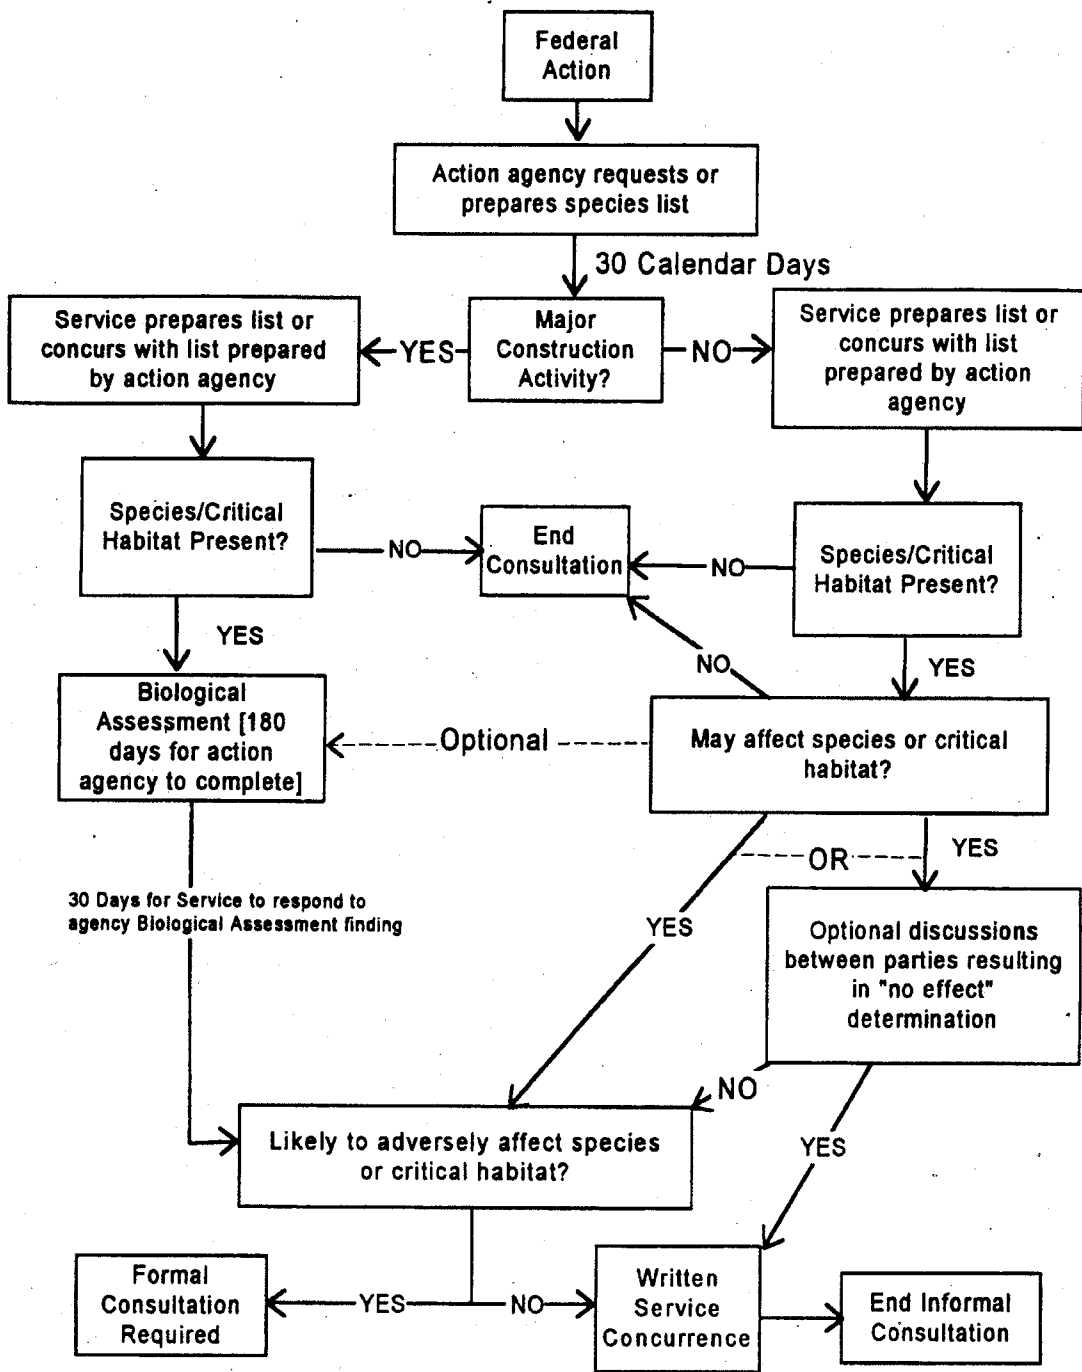 Federal
Action
Action agency requests or
prepares species list
30 Calendar Days
Service prepares list or
concurs with list prepared
by action agency
YES
Major
Construction
Activity?
NO
Service prepares list or
concurs with list
prepared by action
agency
Species/Critical
Habitat Present?
NO
End
Consultation
NO
Species/Critical
Habitat Present?
YES
NO
YES
Biological
Assessment [180
days for action
agency to complete]
Optional
May affect species or critical
habitat?
OR
YES
30 Days for Service to respond to
agency Biological Assessment finding
YES
Optional discussions
between parties resulting
in "no effect"
determination
NO
Likely to adversely affect species
or critical habitat?
YES
Formal
Consultation
Required
YES
NO
Written
Service
Concurrence
End Informal
Consultation